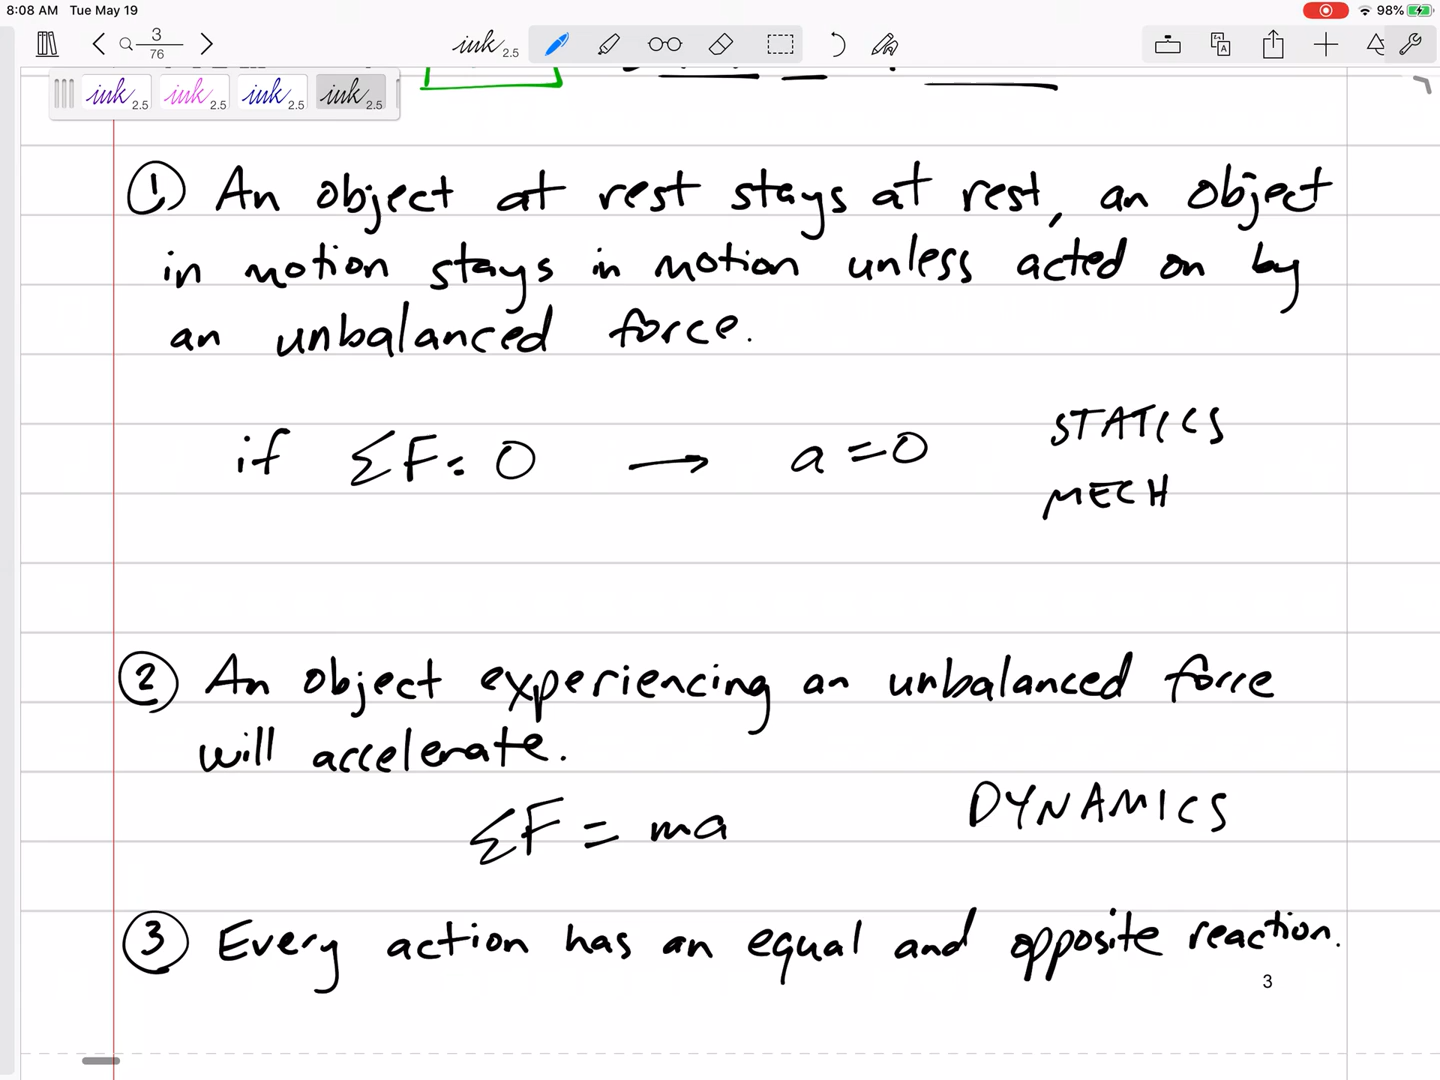 8:08 AM Tue May 19
98%
3
76
ink 2.5
ink 2.5
ink 2.5
ink 2.5
ink 2.5
① An object at rest stays at rest, an object
in motion stays in motion unless acted on by
an unbalanced force.
if ΣF = 0 → a = 0
STATICS
MECH
② An object experiencing an unbalanced force
will accelerate.
ΣF = ma
DYNAMICS
③ Every action has an equal and opposite reaction.
3